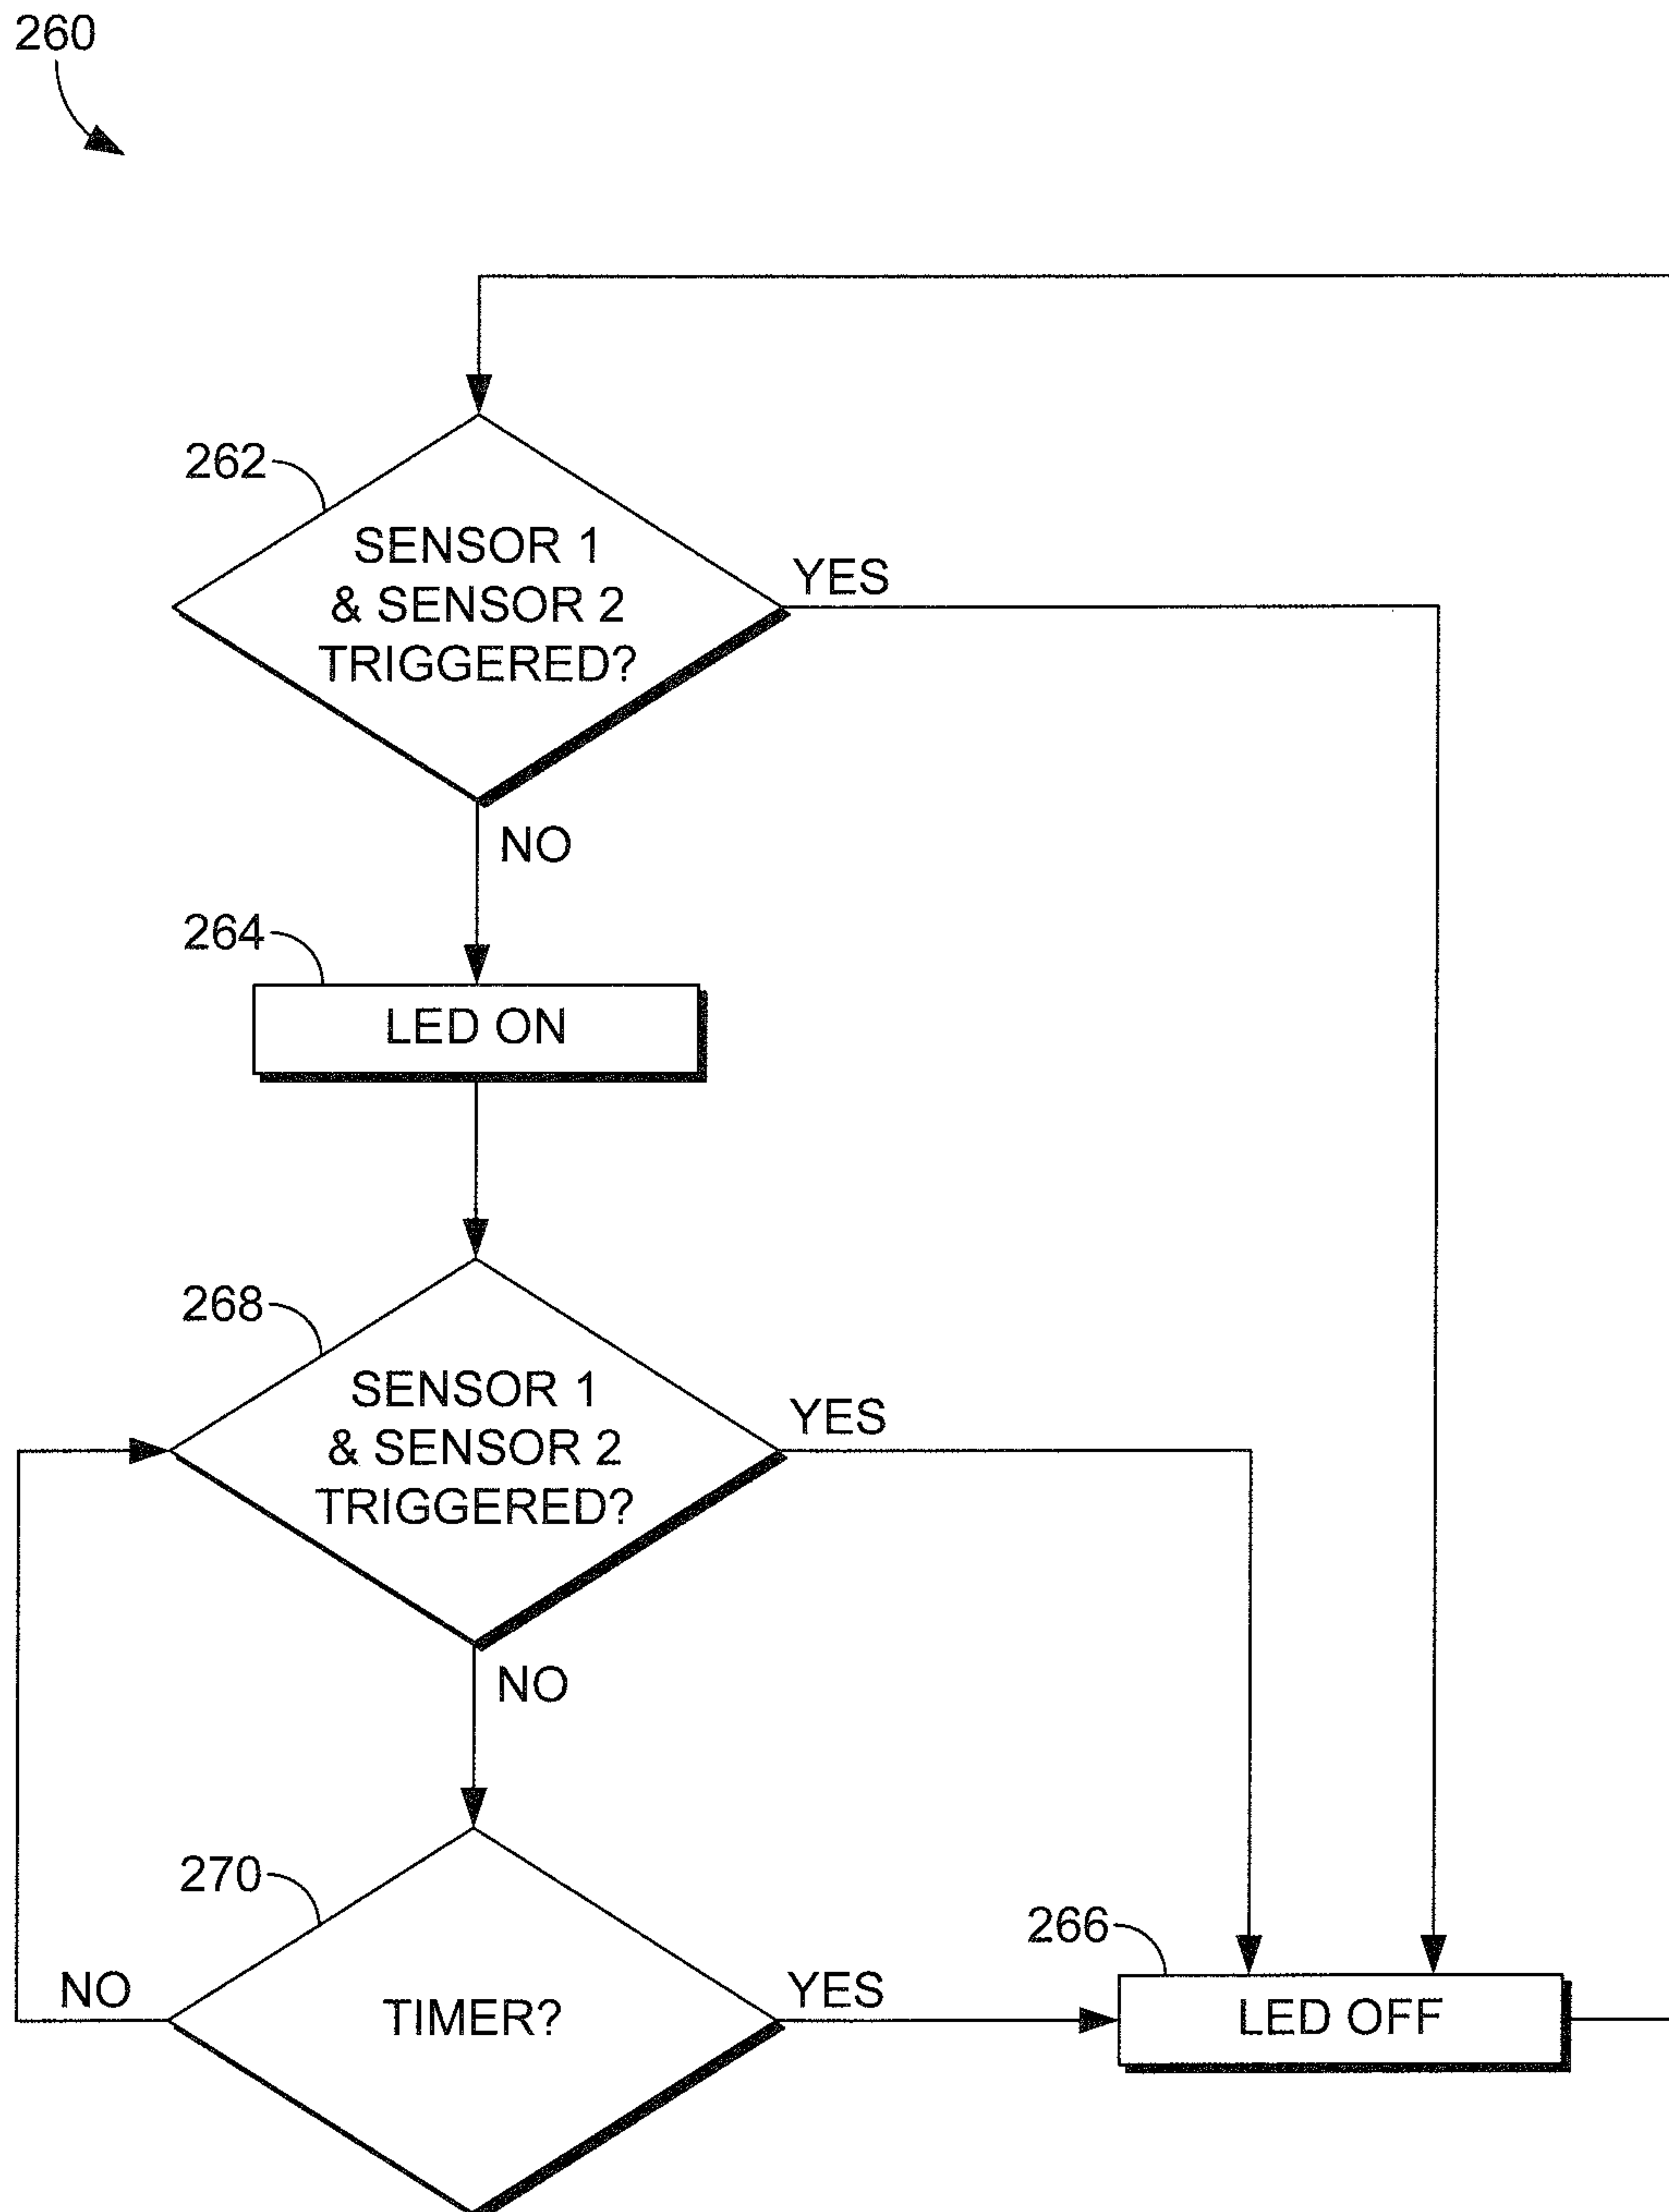 260
262
SENSOR 1
& SENSOR 2
TRIGGERED?
YES
NO
264
LED ON
268
SENSOR 1
& SENSOR 2
TRIGGERED?
YES
NO
270
TIMER?
NO
YES
266
LED OFF